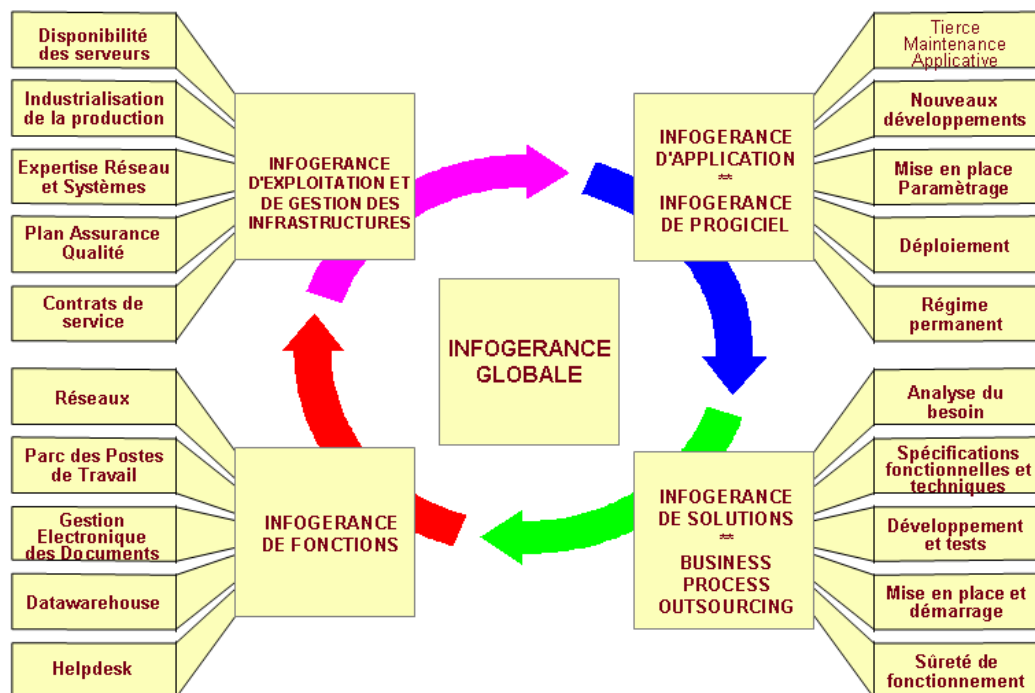 Disponibilité
des serveurs
Industrialisation
de la production
Expertise Réseau
et Systèmes
Plan Assurance
Qualité
Contrats de
service
INFOGERANCE
D'EXPLOITATION ET
DE GESTION DES
INFRASTRUCTURES
INFOGERANCE
D'APPLICATION
**
INFOGERANCE
DE PROGICIEL
Tierce
Maintenance
Applicative
Nouveaux
développements
Mise en place
Paramètrage
Déploiement
Régime
permanent
INFOGERANCE
GLOBALE
Réseaux
Parc des Postes
de Travail
Gestion
Electronique
des Documents
Datawarehouse
Helpdesk
INFOGERANCE
DE FONCTIONS
INFOGERANCE
DE SOLUTIONS
**
BUSINESS
PROCESS
OUTSOURCING
Analyse du
besoin
Spécifications
fonctionnelles et
techniques
Développement
et tests
Mise en place et
démarrage
Sûreté de
fonctionnement